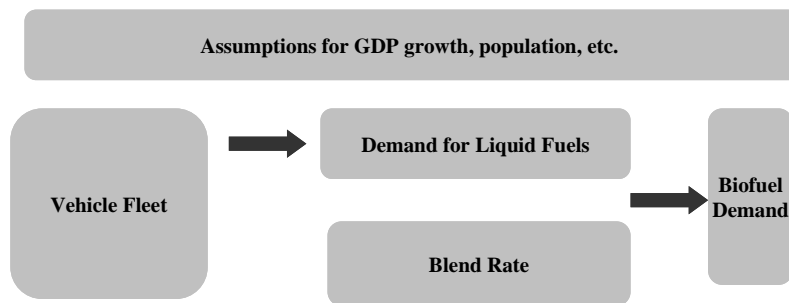 Assumptions for GDP growth, population, etc.
Vehicle Fleet
Demand for Liquid Fuels
Blend Rate
Biofuel
Demand